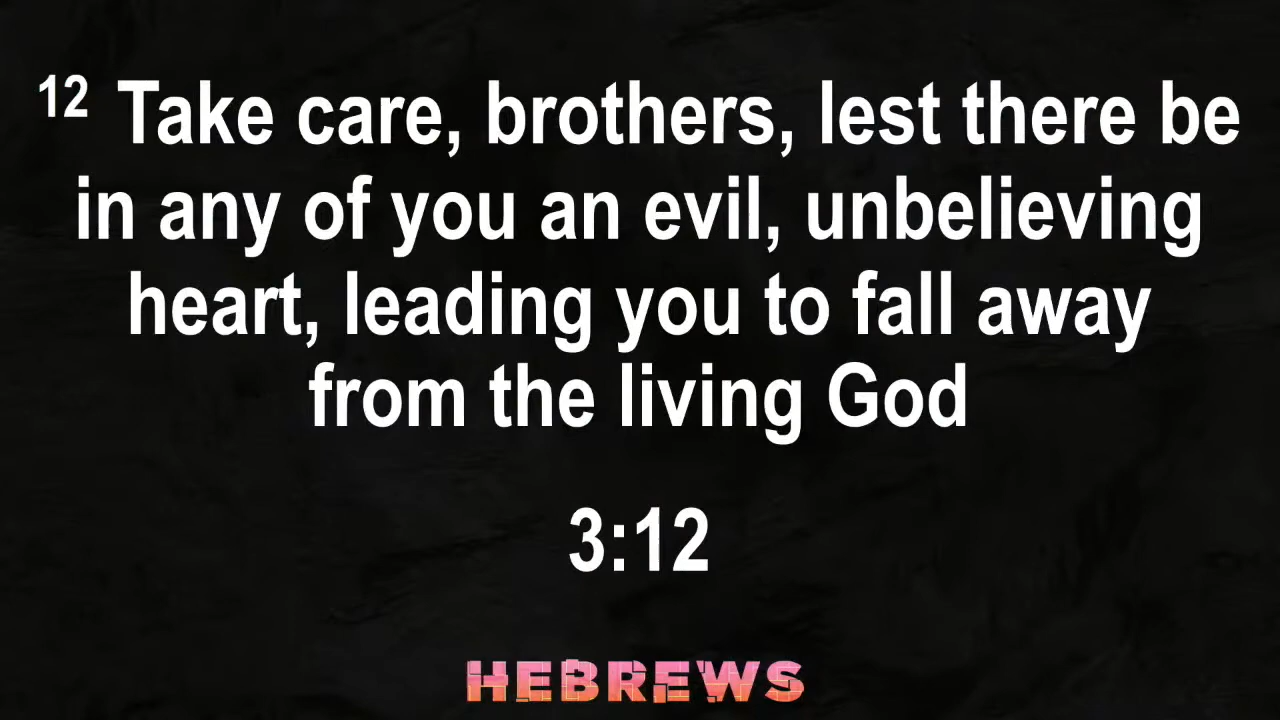 12 Take care, brothers, lest there be
in any of you an evil, unbelieving
heart, leading you to fall away
from the living God
3:12
HEBREWS